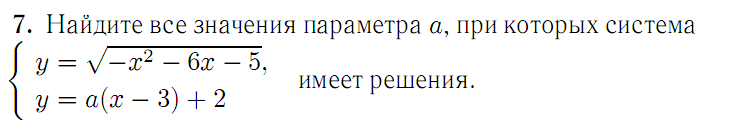 7. Найдите все значения параметра a, при которых система
{ y = √(−x² − 6x − 5),
y = a(x − 3) + 2 имеет решения.